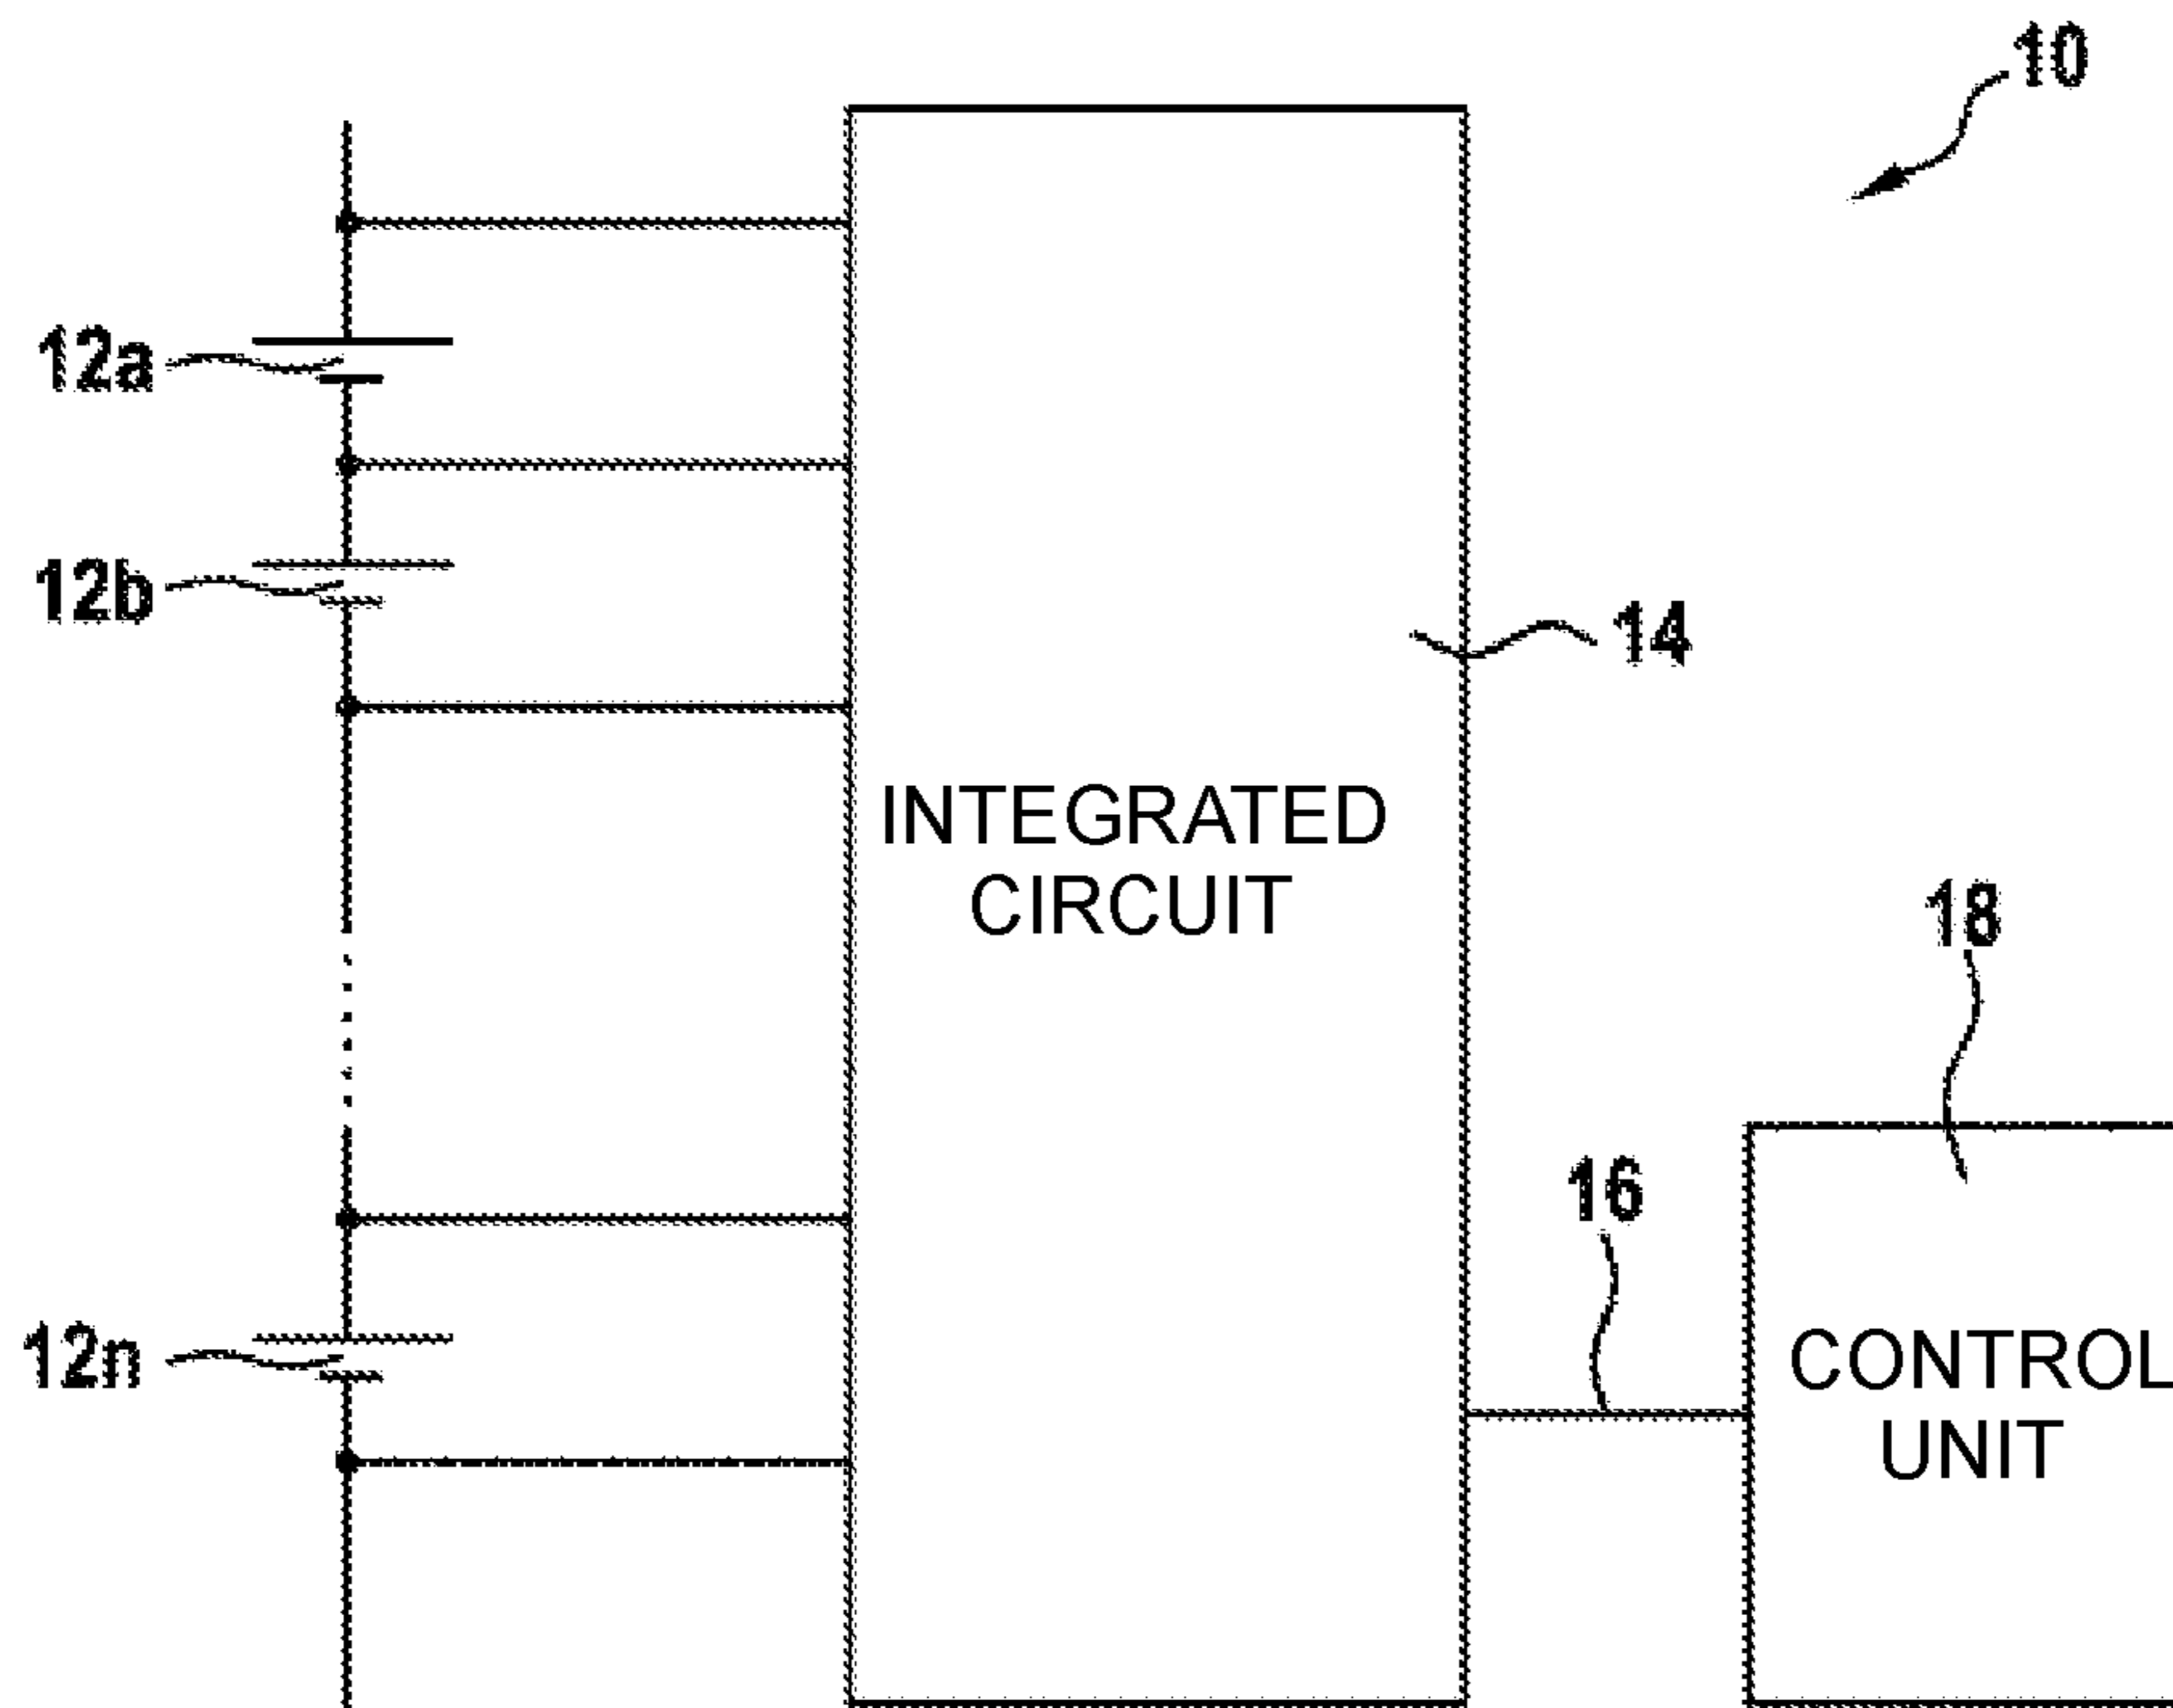 10
12a
12b
14
INTEGRATED
CIRCUIT
18
16
12n
CONTROL
UNIT